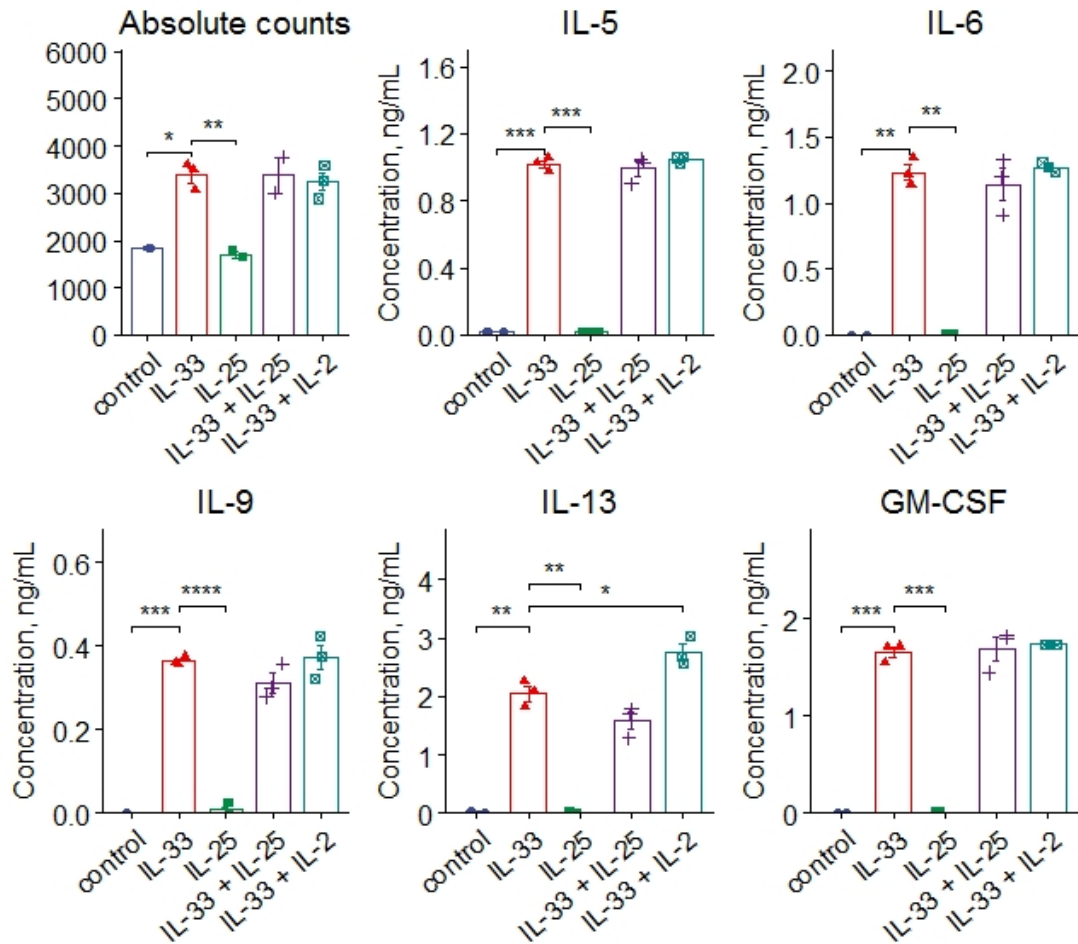 Absolute counts
6000
5000
4000
3000
2000
1000
0
* **
control
IL-33
IL-25
IL-33 + IL-25
IL-33 + IL-2
IL-5
Concentration, ng/mL
1.6
1.2
0.8
0.4
0.0
*** ***
control
IL-33
IL-25
IL-33 + IL-25
IL-33 + IL-2
IL-6
Concentration, ng/mL
2.0
1.5
1.0
0.5
0.0
** **
control
IL-33
IL-25
IL-33 + IL-25
IL-33 + IL-2
IL-9
Concentration, ng/mL
0.6
0.4
0.2
0.0
*** ****
control
IL-33
IL-25
IL-33 + IL-25
IL-33 + IL-2
IL-13
Concentration, ng/mL
4
3
2
1
0
**
** *
control
IL-33
IL-25
IL-33 + IL-25
IL-33 + IL-2
GM-CSF
Concentration, ng/mL
2
1
0
*** ***
control
IL-33
IL-25
IL-33 + IL-25
IL-33 + IL-2